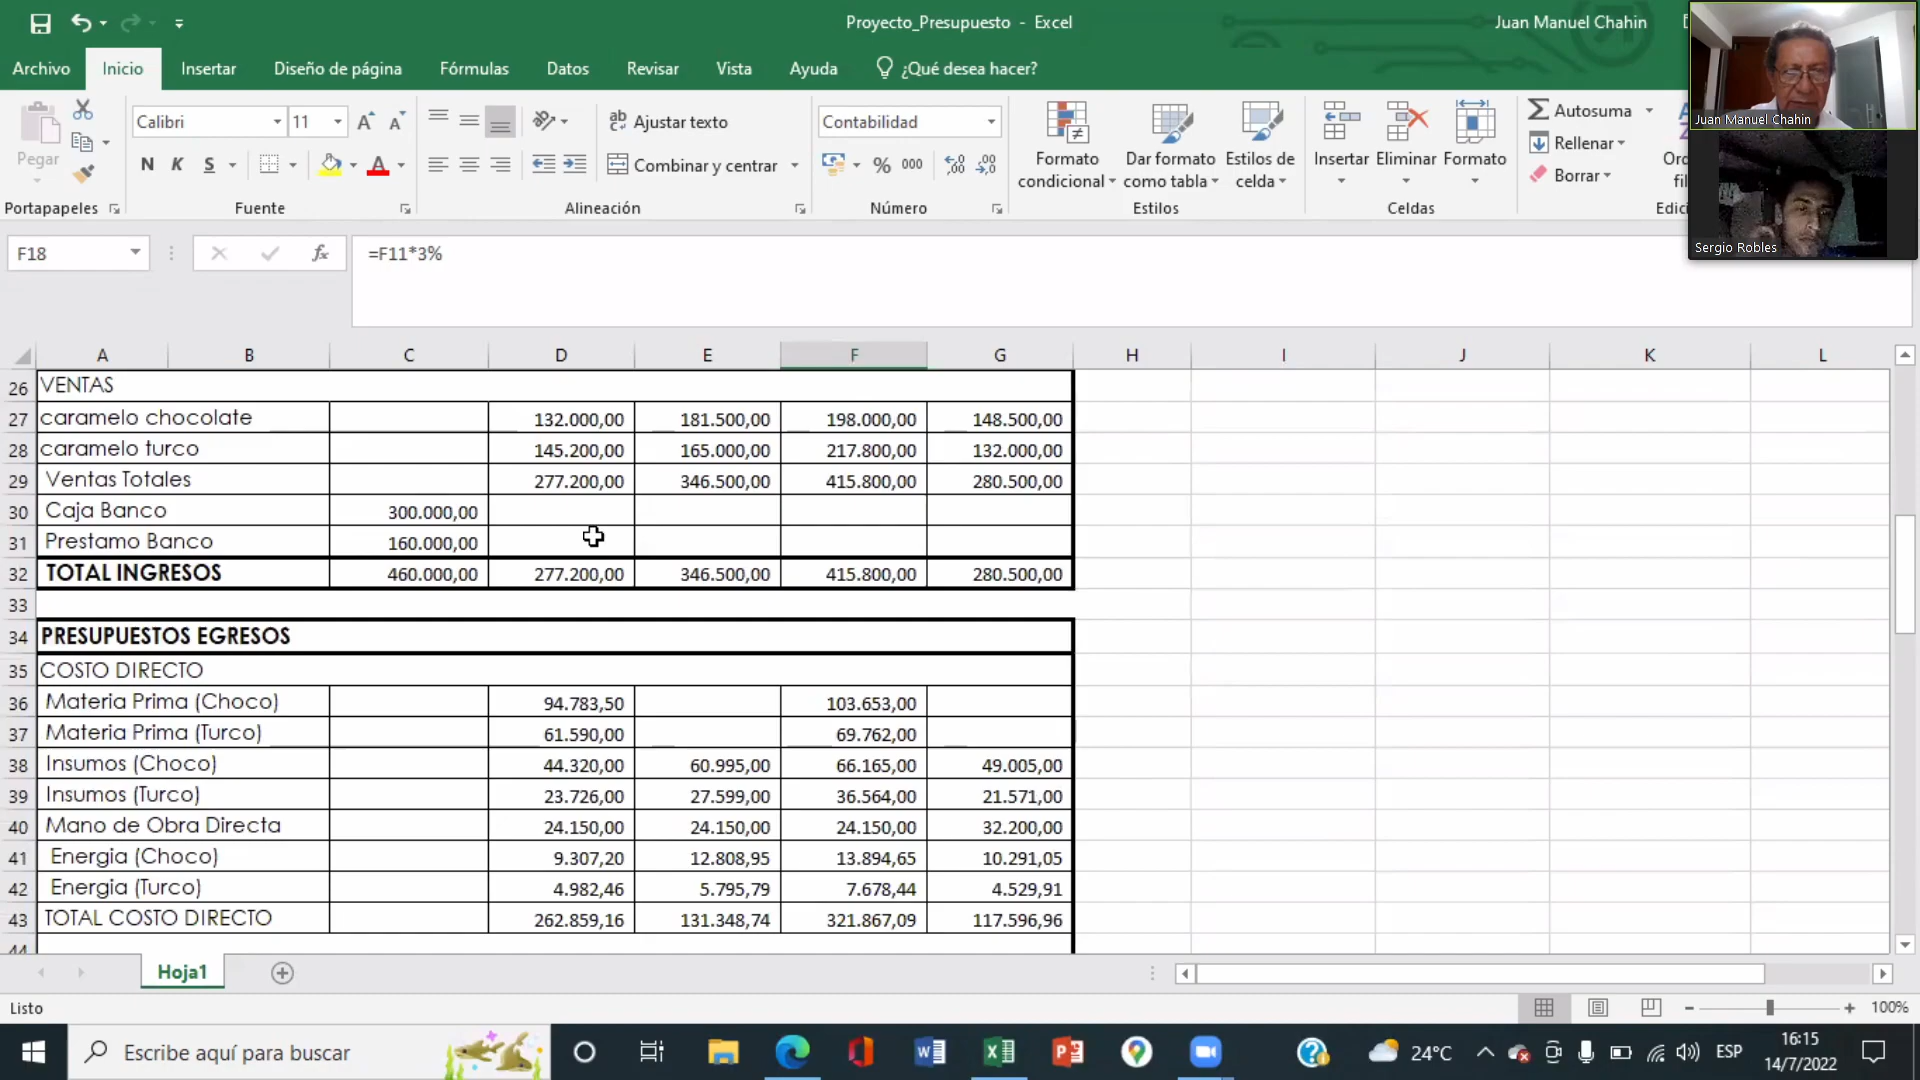 Proyecto_Presupuesto - Excel
Juan Manuel Chahin
Archivo Inicio Insertar Diseño de página Fórmulas Datos Revisar Vista Ayuda ¿Qué desea hacer?
Juan Manuel Chahin
Sergio Robles
Pegar
Calibri 11
N K S
Ajustar texto
Combinar y centrar
Contabilidad
% 000
Formato condicional
Dar formato como tabla
Estilos de celda
Insertar Eliminar Formato
Autosuma
Rellenar
Borrar
Portapapeles Fuente Alineación Número Estilos Celdas
F18 fx =F11*3%
A B C D E F G H I J K L
26 VENTAS
27 caramelo chocolate 132.000,00 181.500,00 198.000,00 148.500,00
28 caramelo turco 145.200,00 165.000,00 217.800,00 132.000,00
29 Ventas Totales 277.200,00 346.500,00 415.800,00 280.500,00
30 Caja Banco 300.000,00
31 Prestamo Banco 160.000,00
32 TOTAL INGRESOS 460.000,00 277.200,00 346.500,00 415.800,00 280.500,00
33
34 PRESUPUESTOS EGRESOS
35 COSTO DIRECTO
36 Materia Prima (Choco) 94.783,50 103.653,00
37 Materia Prima (Turco) 61.590,00 69.762,00
38 Insumos (Choco) 44.320,00 60.995,00 66.165,00 49.005,00
39 Insumos (Turco) 23.726,00 27.599,00 36.564,00 21.571,00
40 Mano de Obra Directa 24.150,00 24.150,00 24.150,00 32.200,00
41 Energia (Choco) 9.307,20 12.808,95 13.894,65 10.291,05
42 Energia (Turco) 4.982,46 5.795,79 7.678,44 4.529,91
43 TOTAL COSTO DIRECTO 262.859,16 131.348,74 321.867,09 117.596,96
44
Hoja1
Listo
100%
Escribe aquí para buscar
24°C
ESP
16:15
14/7/2022